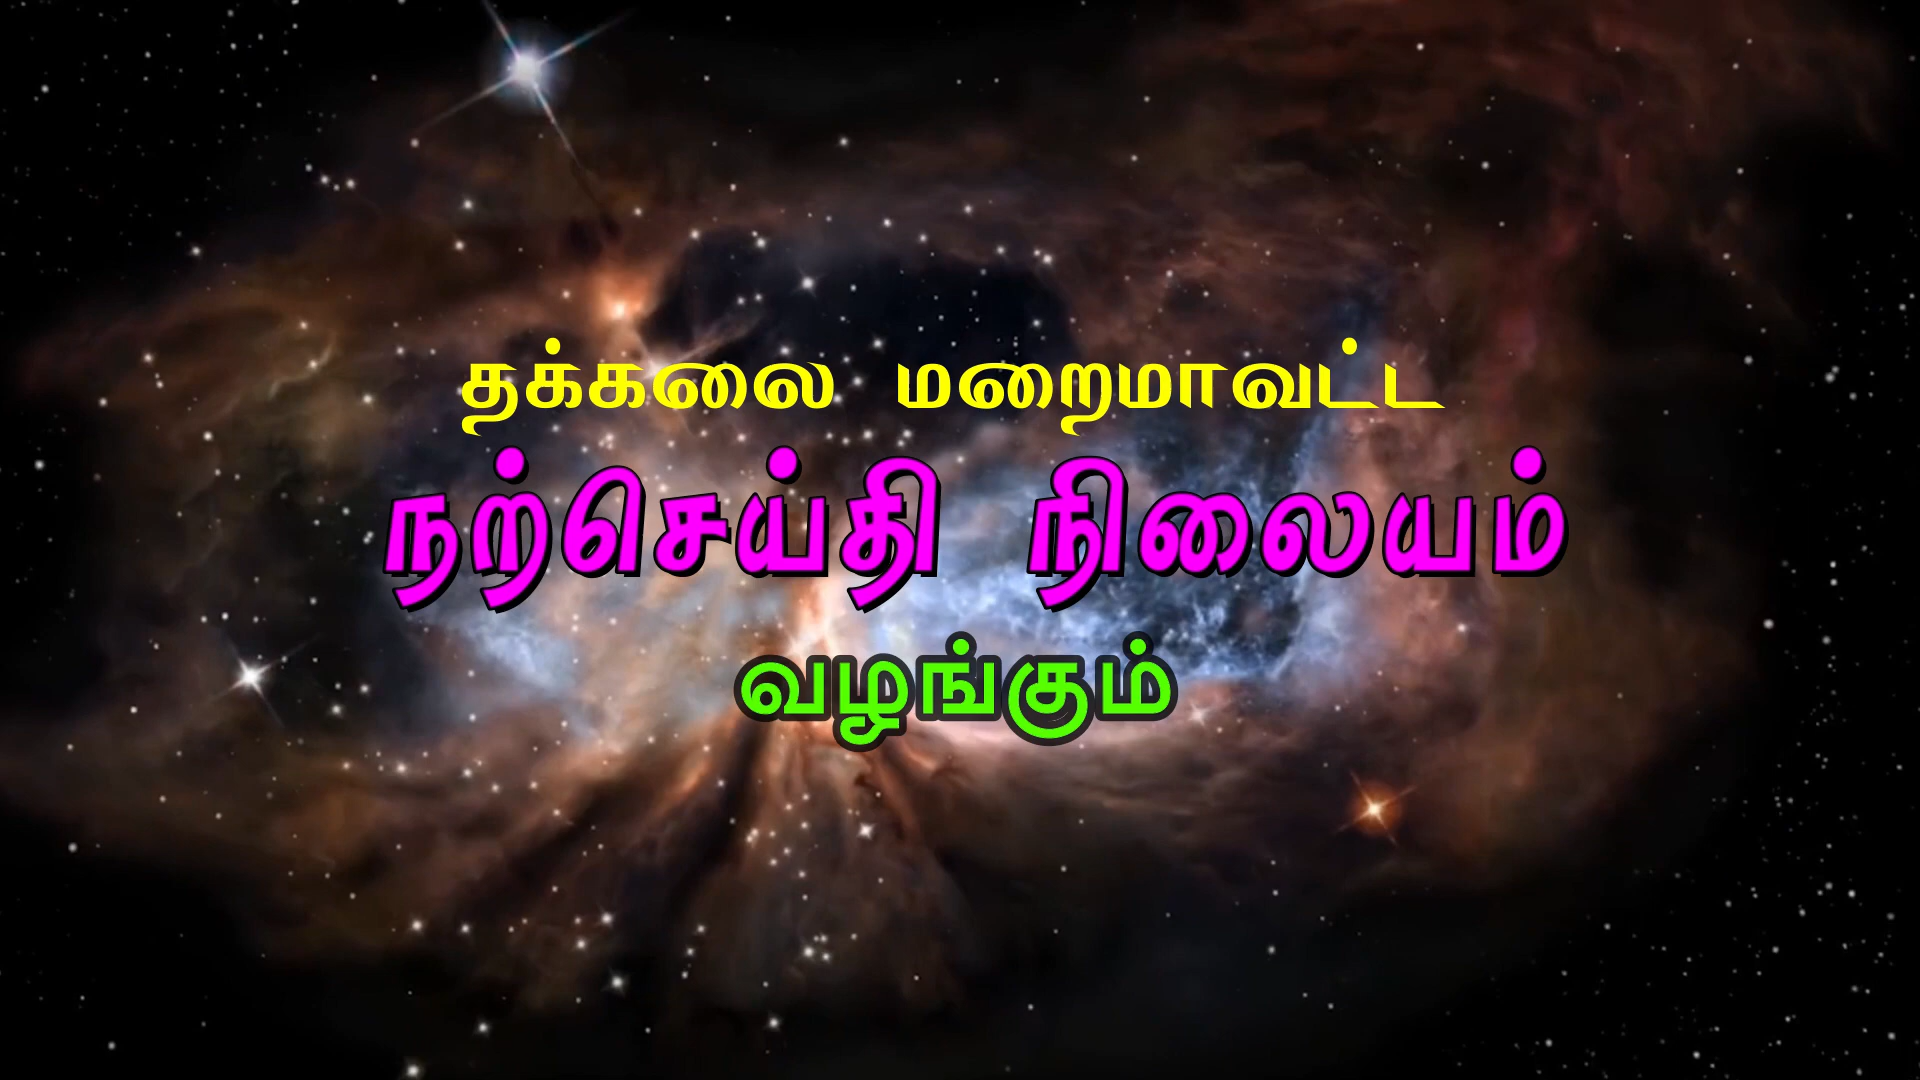 தக்கலை மறைமாவட்ட
நற்செய்தி நிலையம்
வழங்கும்